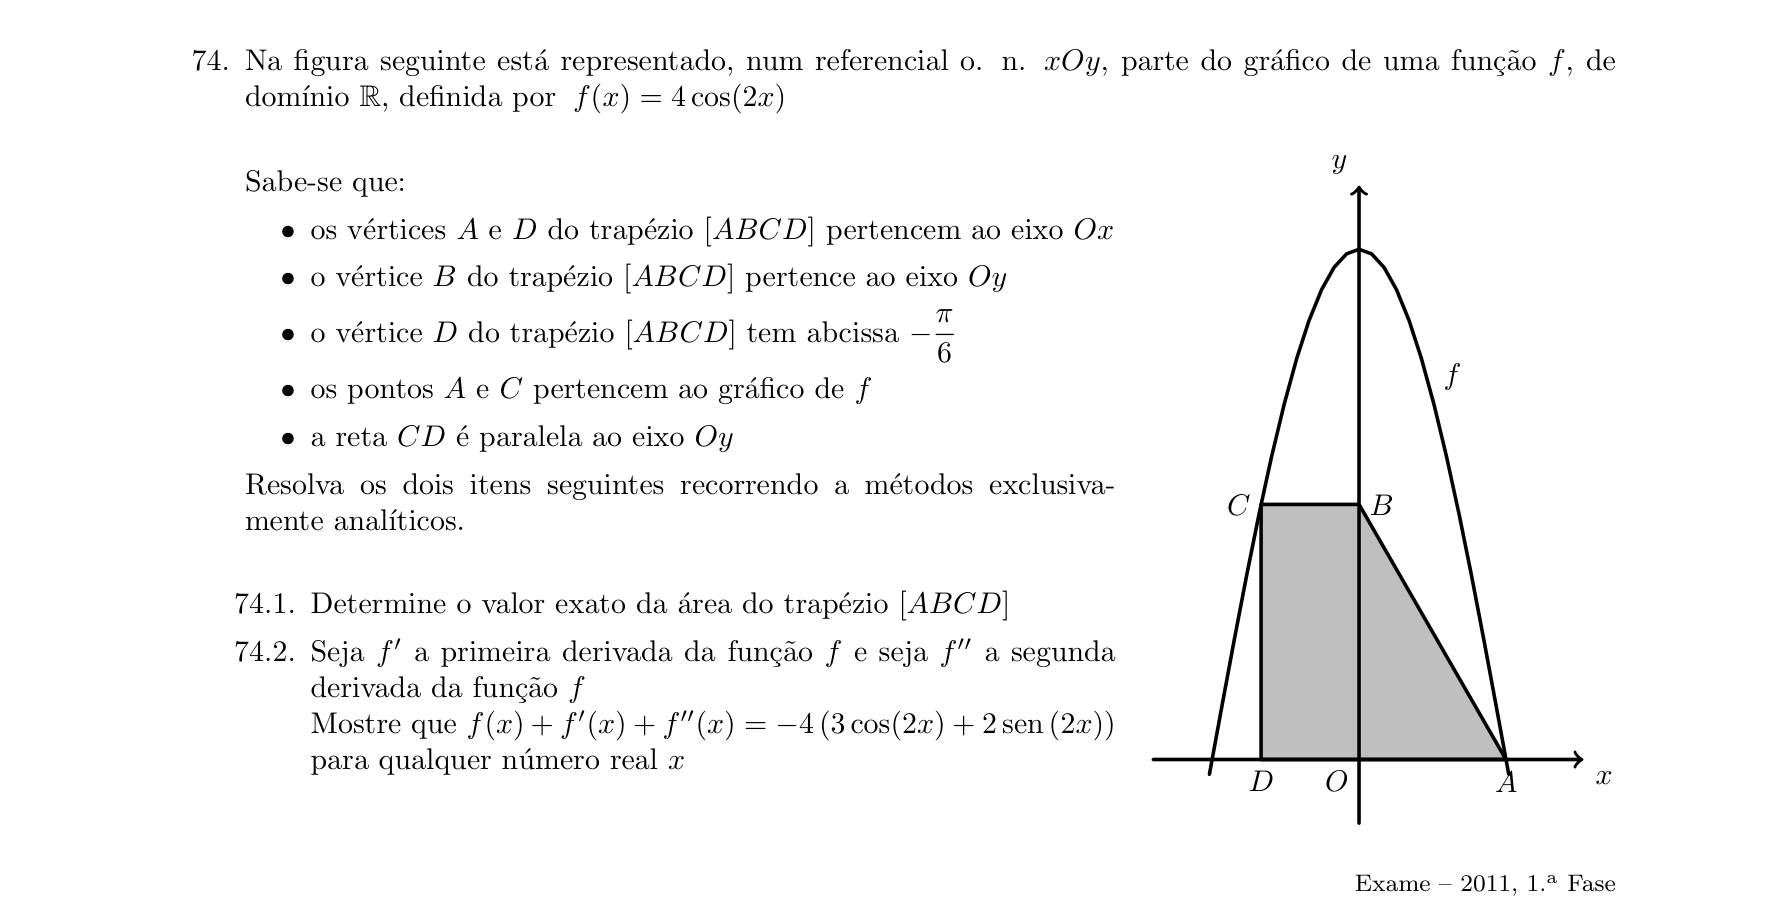 74. Na figura seguinte está representado, num referencial o. n. xOy, parte do gráfico de uma função f, de
domínio ℝ, definida por f(x) = 4 cos(2x)
Sabe-se que:
• os vértices A e D do trapézio [ABCD] pertencem ao eixo Ox
• o vértice B do trapézio [ABCD] pertence ao eixo Oy
• o vértice D do trapézio [ABCD] tem abcissa −π/6
• os pontos A e C pertencem ao gráfico de f
• a reta CD é paralela ao eixo Oy
Resolva os dois itens seguintes recorrendo a métodos exclusiva-
mente analíticos.
74.1. Determine o valor exato da área do trapézio [ABCD]
74.2. Seja f′ a primeira derivada da função f e seja f″ a segunda
derivada da função f
Mostre que f(x) + f′(x) + f″(x) = −4 (3 cos(2x) + 2 sen (2x))
para qualquer número real x
y
f
C
B
D
O
A
x
Exame – 2011, 1.ª Fase